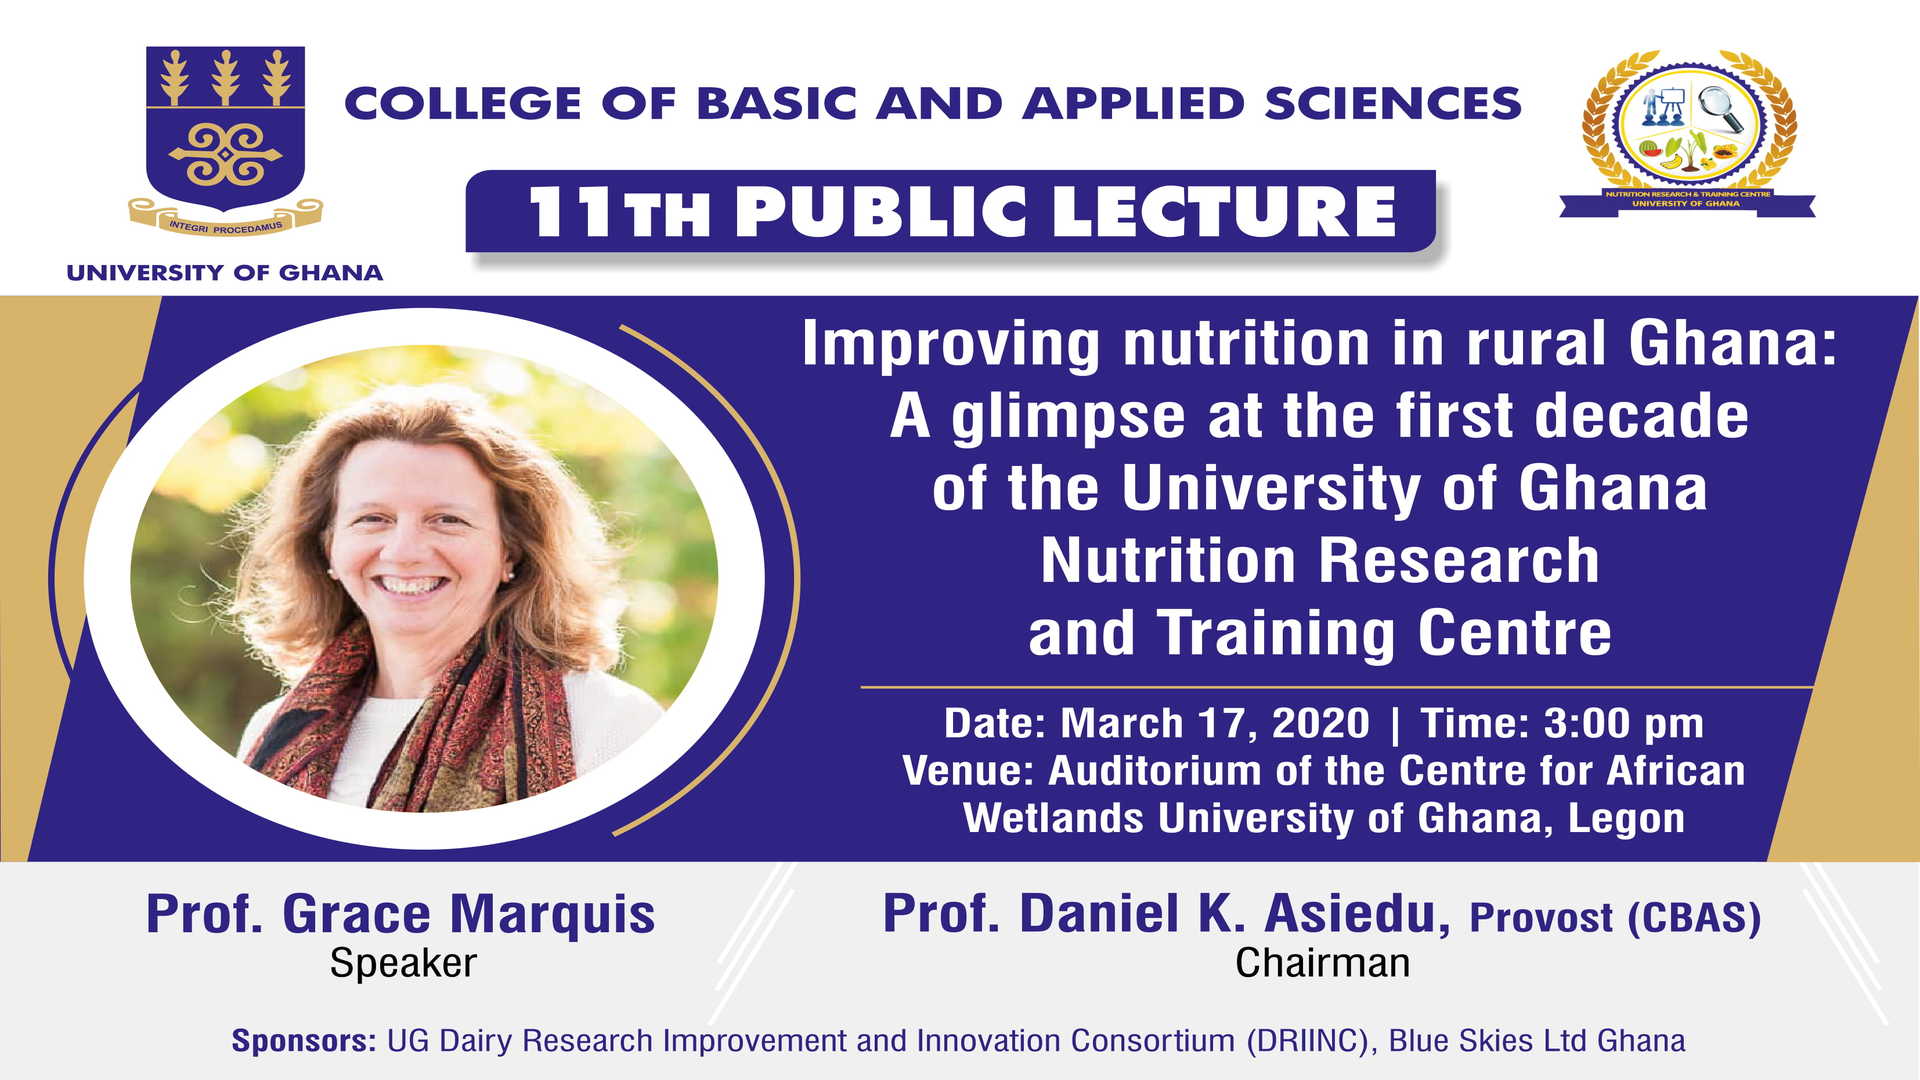 COLLEGE OF BASIC AND APPLIED SCIENCES
11TH PUBLIC LECTURE
INTEGRI PROCEDAMUS
UNIVERSITY OF GHANA
NUTRITION RESEARCH & TRAINING CENTRE
UNIVERSITY OF GHANA
Improving nutrition in rural Ghana:
A glimpse at the first decade
of the University of Ghana
Nutrition Research
and Training Centre
Date: March 17, 2020 | Time: 3:00 pm
Venue: Auditorium of the Centre for African
Wetlands University of Ghana, Legon
Prof. Grace Marquis
Speaker
Prof. Daniel K. Asiedu, Provost (CBAS)
Chairman
Sponsors: UG Dairy Research Improvement and Innovation Consortium (DRIINC), Blue Skies Ltd Ghana